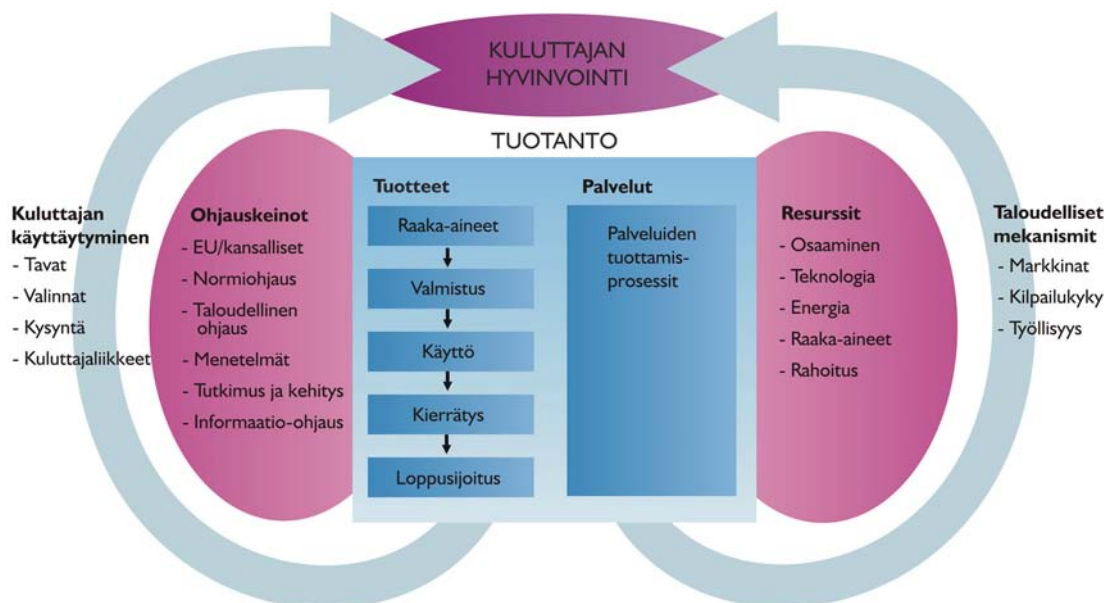 KULUTTAJAN
HYVINVOINTI
TUOTANTO
Kuluttajan
käyttäytyminen
- Tavat
- Valinnat
- Kysyntä
- Kuluttajaliikkeet
Ohjauskeinot
- EU/kansalliset
- Normiohjaus
- Taloudellinen
ohjaus
- Menetelmät
- Tutkimus ja kehitys
- Informaatio-ohjaus
Tuotteet
Raaka-aineet
Valmistus
Käyttö
Kierrätys
Loppusijoitus
Palvelut
Palveluiden
tuottamis-
prosessit
Resurssit
- Osaaminen
- Teknologia
- Energia
- Raaka-aineet
- Rahoitus
Taloudelliset
mekanismit
- Markkinat
- Kilpailukyky
- Työllisyys